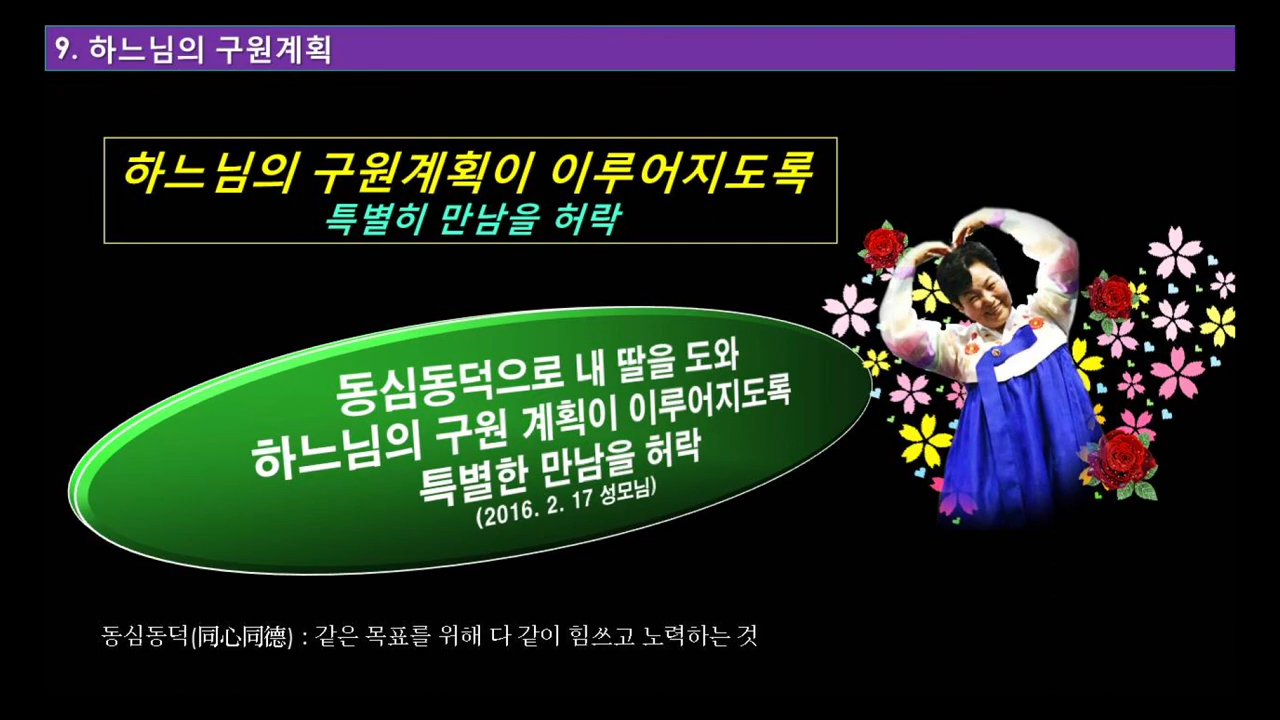 9. 하느님의 구원계획
하느님의 구원계획이 이루어지도록
특별히 만남을 허락
동심동덕으로 내 딸을 도와
하느님의 구원 계획이 이루어지도록
특별한 만남을 허락
(2016. 2. 17 성모님)
동심동덕(同心同德) : 같은 목표를 위해 다 같이 힘쓰고 노력하는 것